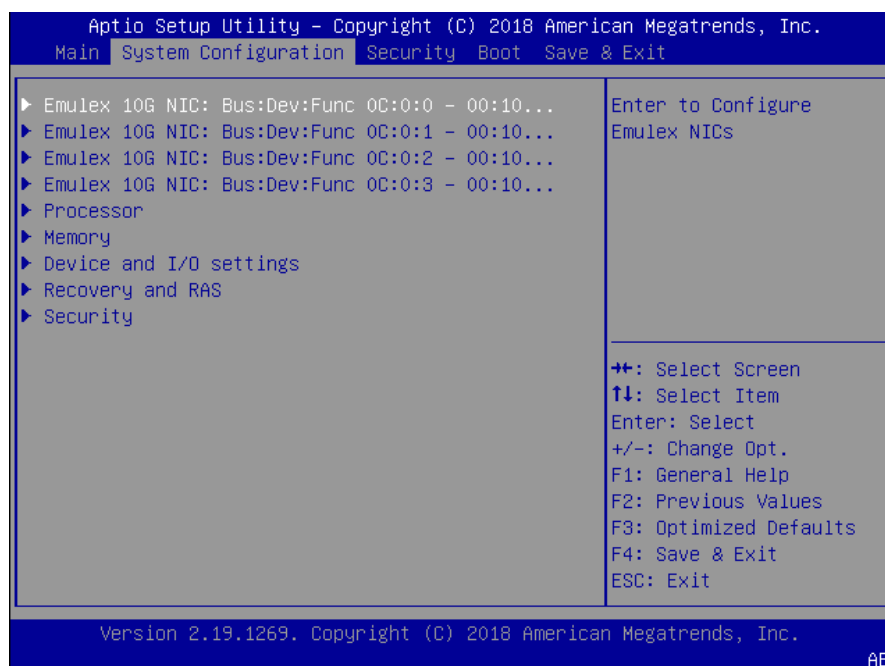 Aptio Setup Utility – Copyright (C) 2018 American Megatrends, Inc.
Main System Configuration Security Boot Save & Exit
Emulex 10G NIC: Bus:Dev:Func 0C:0:0 - 00:10...
Emulex 10G NIC: Bus:Dev:Func 0C:0:1 - 00:10...
Emulex 10G NIC: Bus:Dev:Func 0C:0:2 - 00:10...
Emulex 10G NIC: Bus:Dev:Func 0C:0:3 - 00:10...
Processor
Memory
Device and I/O settings
Recovery and RAS
Security
Enter to Configure
Emulex NICs
→←: Select Screen
↑↓: Select Item
Enter: Select
+/-: Change Opt.
F1: General Help
F2: Previous Values
F3: Optimized Defaults
F4: Save & Exit
ESC: Exit
Version 2.19.1269. Copyright (C) 2018 American Megatrends, Inc.